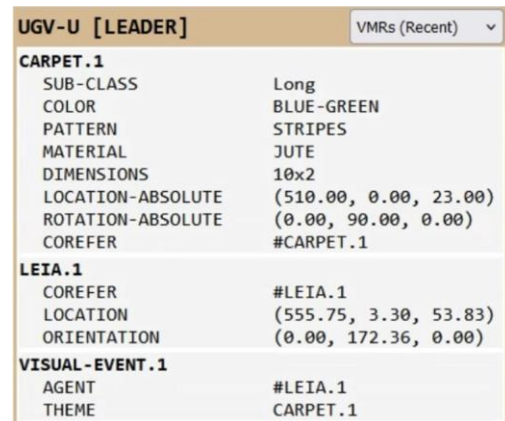 UGV-U [LEADER] VMRs (Recent)
CARPET.1
SUB-CLASS Long
COLOR BLUE-GREEN
PATTERN STRIPES
MATERIAL JUTE
DIMENSIONS 10x2
LOCATION-ABSOLUTE (510.00, 0.00, 23.00)
ROTATION-ABSOLUTE (0.00, 90.00, 0.00)
COREFER #CARPET.1
LEIA.1
COREFER #LEIA.1
LOCATION (555.75, 3.30, 53.83)
ORIENTATION (0.00, 172.36, 0.00)
VISUAL-EVENT.1
AGENT #LEIA.1
THEME CARPET.1